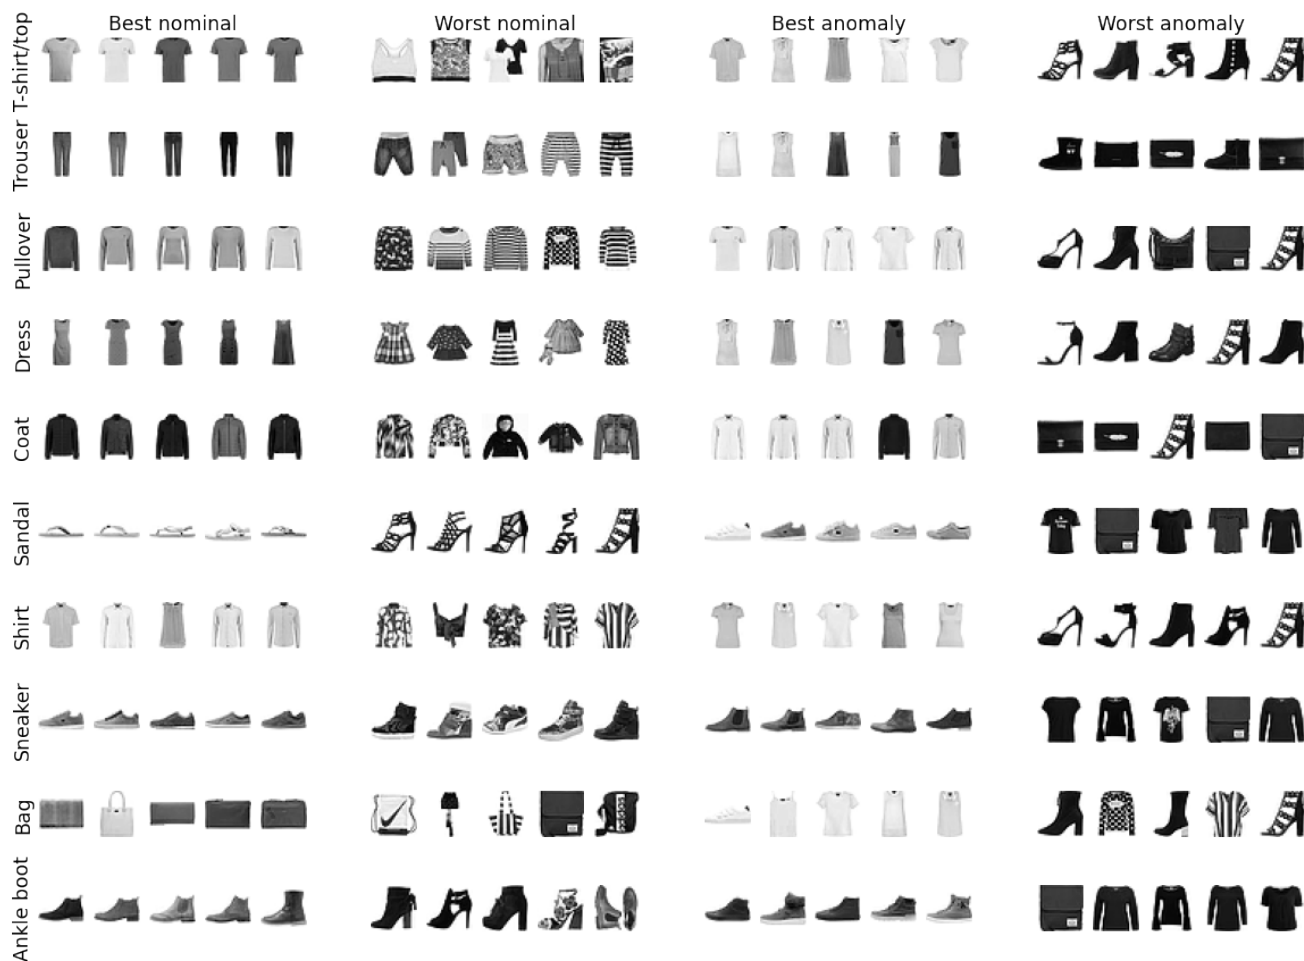 Best nominal
Worst nominal
Best anomaly
Worst anomaly
T-shirt/top
Trouser
Pullover
Dress
Coat
Sandal
Shirt
Sneaker
Bag
Ankle boot